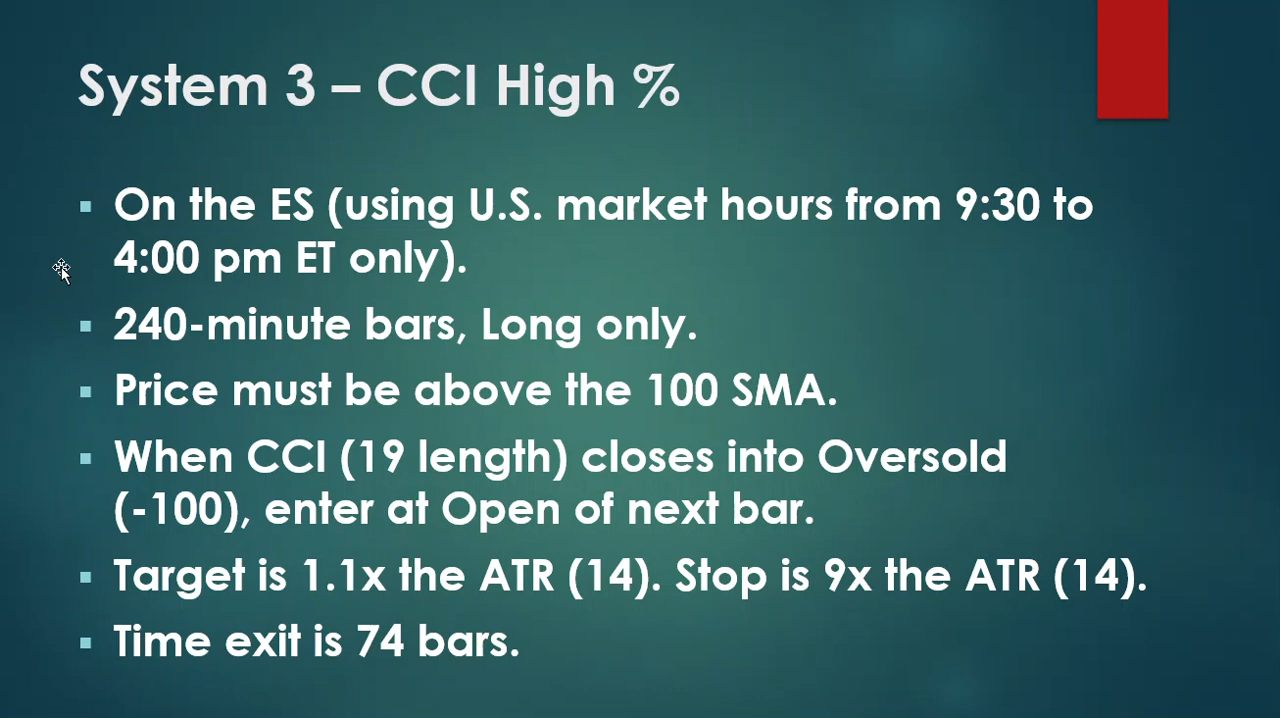 System 3 – CCI High %
▪ On the ES (using U.S. market hours from 9:30 to
4:00 pm ET only).
▪ 240-minute bars, Long only.
▪ Price must be above the 100 SMA.
▪ When CCI (19 length) closes into Oversold
(-100), enter at Open of next bar.
▪ Target is 1.1x the ATR (14). Stop is 9x the ATR (14).
▪ Time exit is 74 bars.